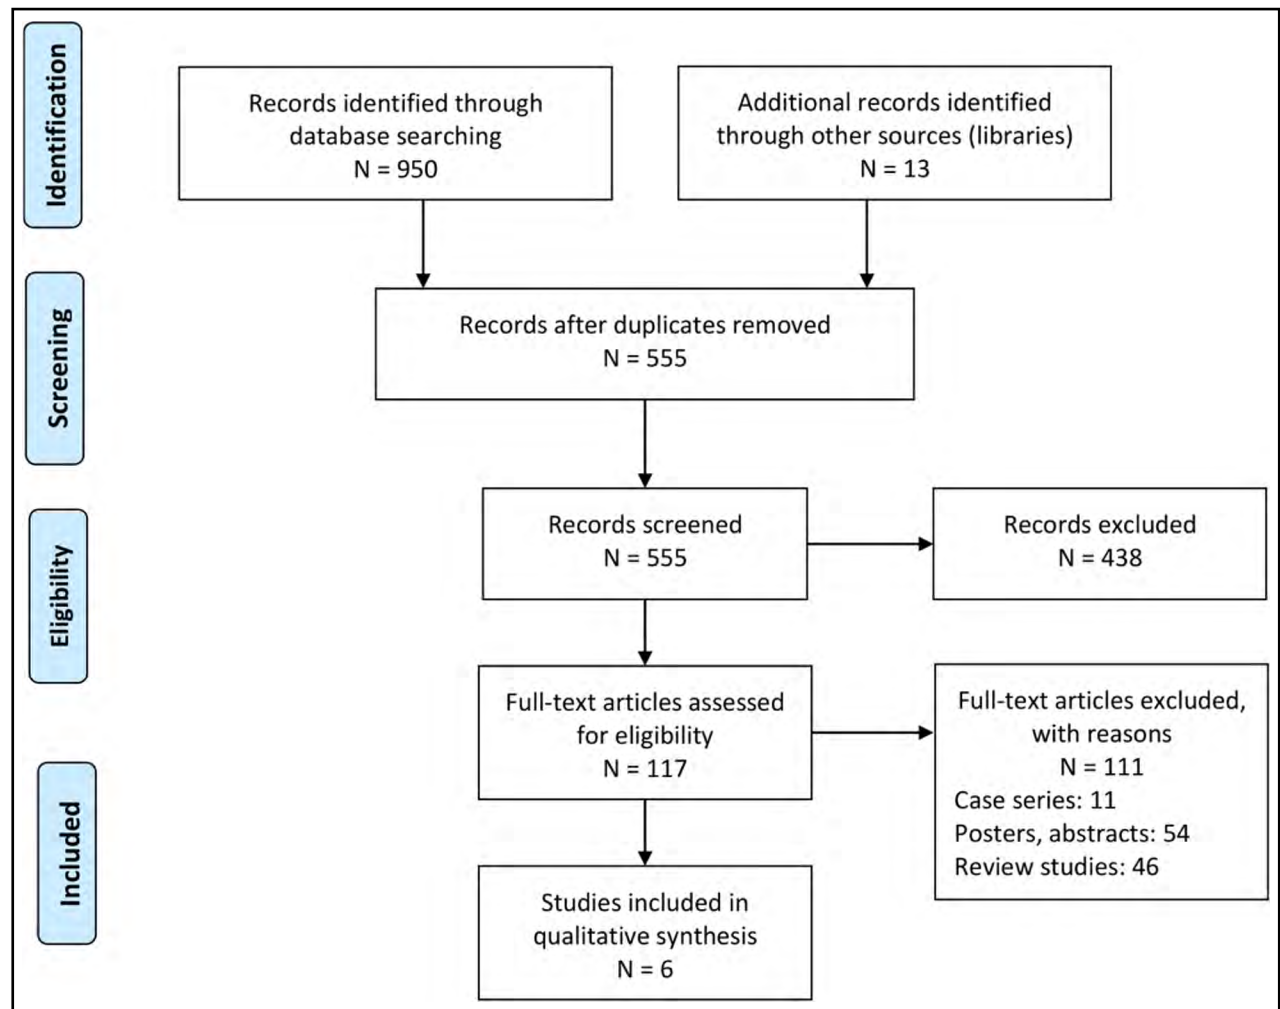 Identification
Records identified through
database searching
N = 950
Additional records identified
through other sources (libraries)
N = 13
Screening
Records after duplicates removed
N = 555
Eligibility
Records screened
N = 555
Records excluded
N = 438
Full-text articles assessed
for eligibility
N = 117
Full-text articles excluded,
with reasons
N = 111
Case series: 11
Posters, abstracts: 54
Review studies: 46
Included
Studies included in
qualitative synthesis
N = 6